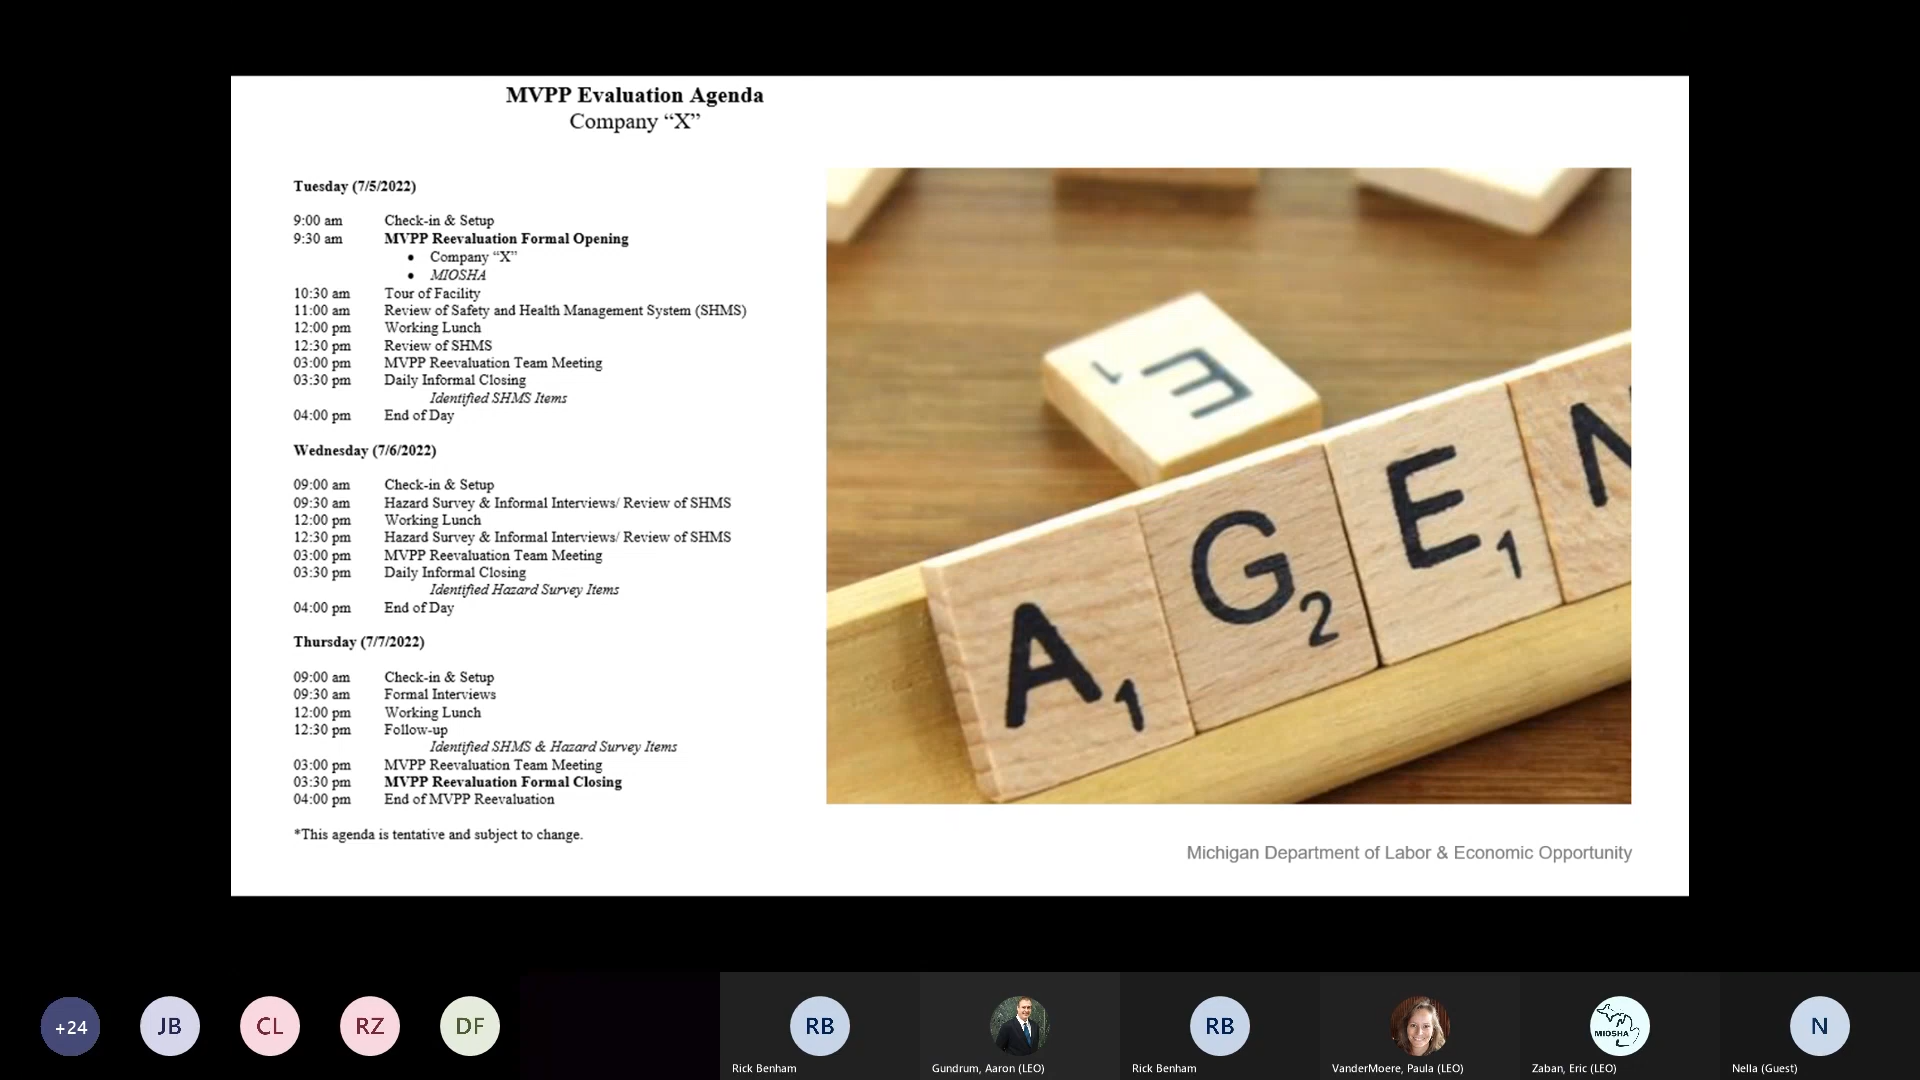 MVPP Evaluation Agenda
Company “X”
Tuesday (7/5/2022)
9:00 am Check-in & Setup
9:30 am MVPP Reevaluation Formal Opening
• Company “X”
• MIOSHA
10:30 am Tour of Facility
11:00 am Review of Safety and Health Management System (SHMS)
12:00 pm Working Lunch
12:30 pm Review of SHMS
03:00 pm MVPP Reevaluation Team Meeting
03:30 pm Daily Informal Closing
Identified SHMS Items
04:00 pm End of Day
Wednesday (7/6/2022)
09:00 am Check-in & Setup
09:30 am Hazard Survey & Informal Interviews/ Review of SHMS
12:00 pm Working Lunch
12:30 pm Hazard Survey & Informal Interviews/ Review of SHMS
03:00 pm MVPP Reevaluation Team Meeting
03:30 pm Daily Informal Closing
Identified Hazard Survey Items
04:00 pm End of Day
Thursday (7/7/2022)
09:00 am Check-in & Setup
09:30 am Formal Interviews
12:00 pm Working Lunch
12:30 pm Follow-up
Identified SHMS & Hazard Survey Items
03:00 pm MVPP Reevaluation Team Meeting
03:30 pm MVPP Reevaluation Formal Closing
04:00 pm End of MVPP Reevaluation
*This agenda is tentative and subject to change.
E1
A1 G2 E1 N
Michigan Department of Labor & Economic Opportunity
+24 JB CL RZ DF RB RB MIOSHA N
Rick Benham Gundrum, Aaron (LEO) Rick Benham VanderMoere, Paula (LEO) Zaban, Eric (LEO) Nella (Guest)